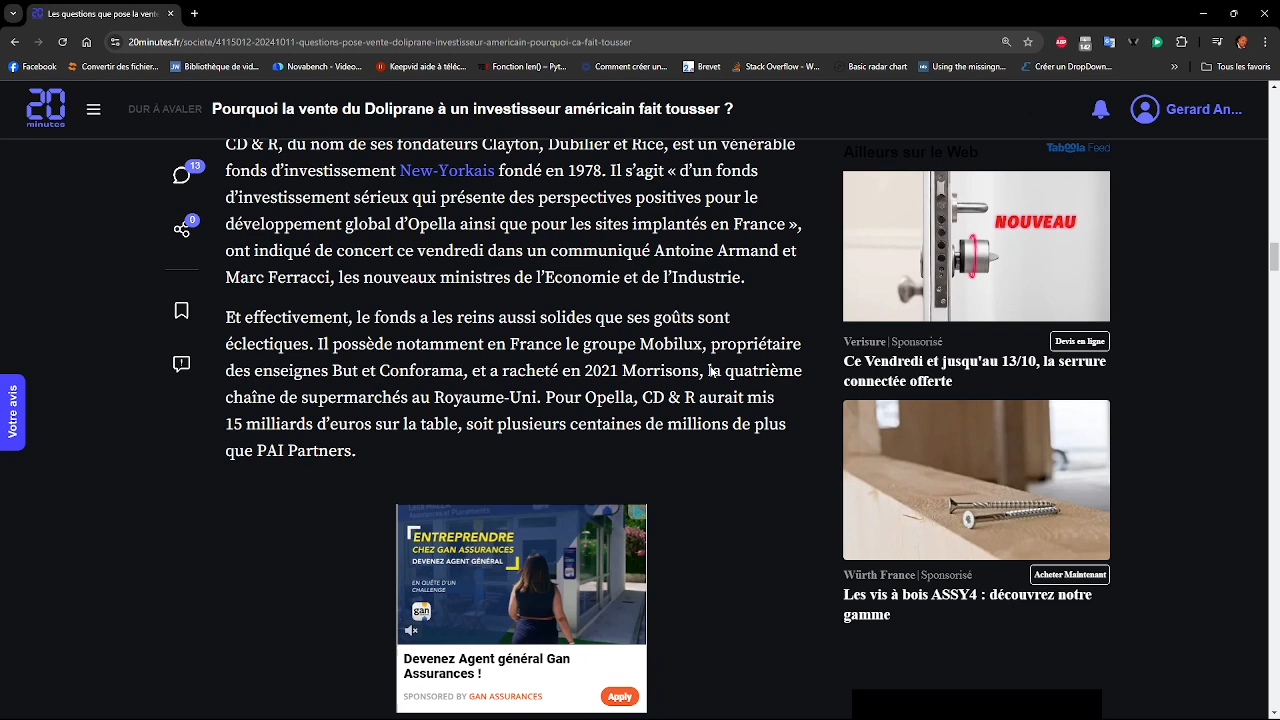 Les questions que pose la vente
20minutes.fr/societe/4115012-20241011-questions-pose-vente-doliprane-investisseur-americain-pourquoi-ca-fait-tousser
142
Facebook
Convertir des fichier...
Bibliothèque de vid...
Novabench - Video...
Keepvid aide à téléc...
Fonction len() – Pyt...
Comment créer un...
Brevet
Stack Overflow - W...
Basic radar chart
Using the missingn...
Créer un DropDown...
»
Tous les favoris
20
minutes
DUR À AVALER
Pourquoi la vente du Doliprane à un investisseur américain fait tousser ?
Gerard An...
13
0
Votre avis
CD & R, du nom de ses fondateurs Clayton, Dubilier et Rice, est un vénérable
fonds d’investissement New-Yorkais fondé en 1978. Il s’agit « d’un fonds
d’investissement sérieux qui présente des perspectives positives pour le
développement global d’Opella ainsi que pour les sites implantés en France »,
ont indiqué de concert ce vendredi dans un communiqué Antoine Armand et
Marc Ferracci, les nouveaux ministres de l’Economie et de l’Industrie.
Et effectivement, le fonds a les reins aussi solides que ses goûts sont
éclectiques. Il possède notamment en France le groupe Mobilux, propriétaire
des enseignes But et Conforama, et a racheté en 2021 Morrisons, la quatrième
chaîne de supermarchés au Royaume-Uni. Pour Opella, CD & R aurait mis
15 milliards d’euros sur la table, soit plusieurs centaines de millions de plus
que PAI Partners.
ENTREPRENDRE
CHEZ GAN ASSURANCES
DEVENEZ AGENT GÉNÉRAL
EN QUÊTE D'UN
CHALLENGE
gan
Devenez Agent général Gan
Assurances !
SPONSORED BY GAN ASSURANCES
Apply
Ailleurs sur le Web
Taboola Feed
NOUVEAU
Verisure | Sponsorisé
Devis en ligne
Ce Vendredi et jusqu'au 13/10, la serrure
connectée offerte
Würth France | Sponsorisé
Acheter Maintenant
Les vis à bois ASSY4 : découvrez notre
gamme